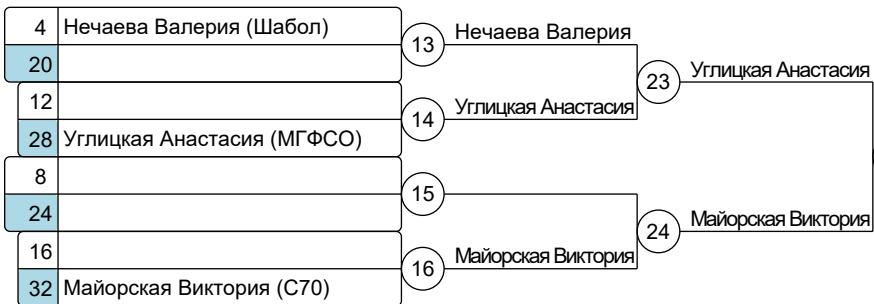 4 Нечаева Валерия (Шабол)
13 Нечаева Валерия
20
23 Углицкая Анастасия
12
14 Углицкая Анастасия
28 Углицкая Анастасия (МГФСО)
8
15
24
24 Майорская Виктория
16
16 Майорская Виктория
32 Майорская Виктория (С70)